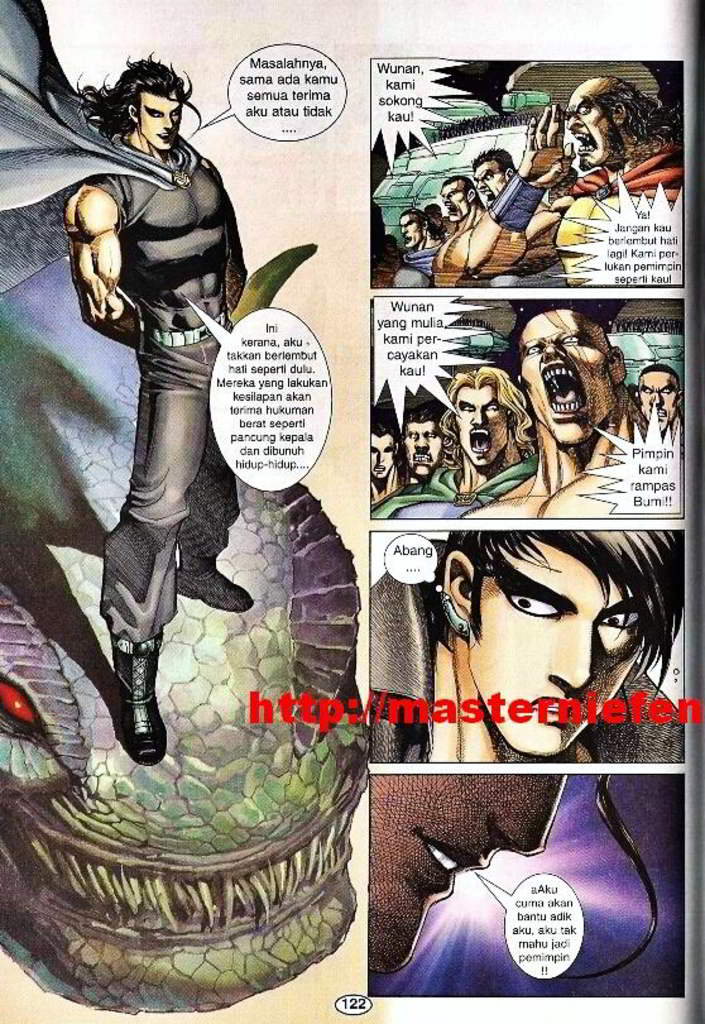 Masalahnya,
sama ada kamu
semua terima
aku atau tidak
....
Ini
kerana, aku
takkan berlembut
hati seperti dulu.
Mereka yang lakukan
kesilapan akan
terima hukuman
pancung kepala
dan dibunuh
hidup-hidup....
Wunan,
kami
sokong
kau!
Ya!
Jangan kau
berlembut hati
lagi! Kami per-
lukan pemimpin
seperti kau!
Wunan
yang mulia,
kami per-
cayakan
kau!
Pimpin
kami
rampas
Bumi!!
Abang
....
http://masterniefen
aAku
cuma akan
bantu adik
aku, aku tak
mahu jadi
pemimpin
!!
122